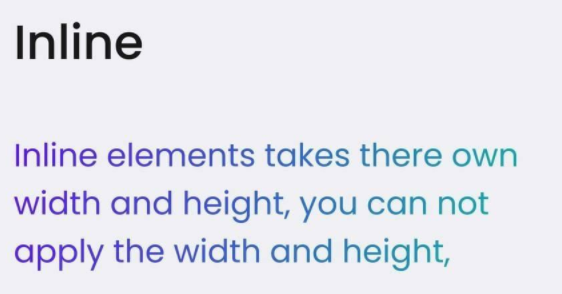 Inline
Inline elements takes there own
width and height, you can not
apply the width and height,